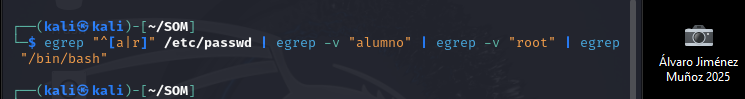 ┌──(kali㉿kali)-[~/SOM]
└─$ egrep "^[a|r]" /etc/passwd | egrep -v "alumno" | egrep -v "root" | egrep
"/bin/bash"
┌──(kali㉿kali)-[~/SOM]
Álvaro Jiménez
Muñoz 2025